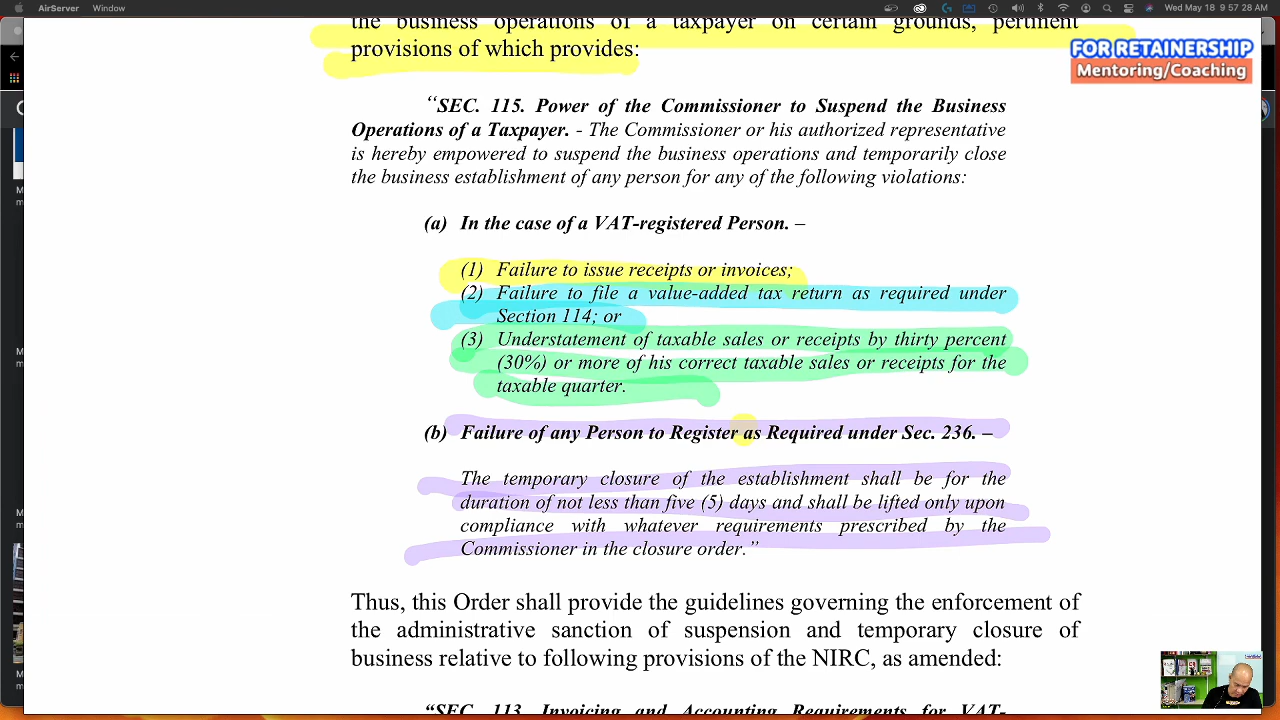 AirServer Window Wed May 18 9:57:28 AM
the business operations of a taxpayer on certain grounds, pertinent
provisions of which provides:
FOR RETAINERSHIP
Mentoring/Coaching
“SEC. 115. Power of the Commissioner to Suspend the Business
Operations of a Taxpayer. - The Commissioner or his authorized representative
is hereby empowered to suspend the business operations and temporarily close
the business establishment of any person for any of the following violations:
(a) In the case of a VAT-registered Person. –
(1) Failure to issue receipts or invoices;
(2) Failure to file a value-added tax return as required under
Section 114; or
(3) Understatement of taxable sales or receipts by thirty percent
(30%) or more of his correct taxable sales or receipts for the
taxable quarter.
(b) Failure of any Person to Register as Required under Sec. 236. –
The temporary closure of the establishment shall be for the
duration of not less than five (5) days and shall be lifted only upon
compliance with whatever requirements prescribed by the
Commissioner in the closure order.”
Thus, this Order shall provide the guidelines governing the enforcement of
the administrative sanction of suspension and temporary closure of
business relative to following provisions of the NIRC, as amended:
“SEC. 113. Invoicing and Accounting Requirements for VAT-